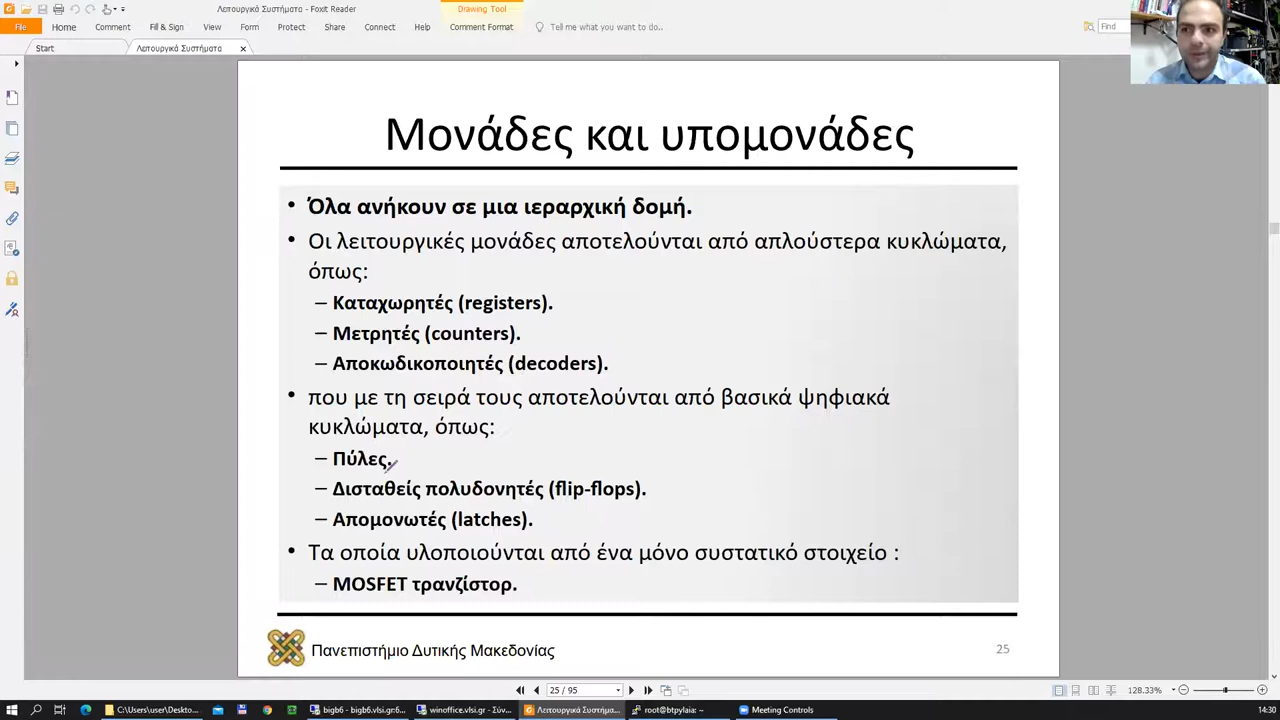 Λειτουργικά Συστήματα - Foxit Reader
Drawing Tool
File Home Comment Fill & Sign View Form Protect Share Connect Help Comment Format Tell me what you want to do... Find
Start Λειτουργικά Συστήματα
Μονάδες και υπομονάδες
• Όλα ανήκουν σε μια ιεραρχική δομή.
• Οι λειτουργικές μονάδες αποτελούνται από απλούστερα κυκλώματα,
όπως:
– Καταχωρητές (registers).
– Μετρητές (counters).
– Αποκωδικοποιητές (decoders).
• που με τη σειρά τους αποτελούνται από βασικά ψηφιακά
κυκλώματα, όπως:
– Πύλες.
– Δισταθείς πολυδονητές (flip-flops).
– Απομονωτές (latches).
• Τα οποία υλοποιούνται από ένα μόνο συστατικό στοιχείο :
– MOSFET τρανζίστορ.
Πανεπιστήμιο Δυτικής Μακεδονίας
25
25 / 95
128.33%
C:\Users\user\Deskto... bigb6 - bigb6.vlsi.gr:6... winoffice.vlsi.gr - Σύν... Λειτουργικά Συστήμα... root@btpylaia: ~ Meeting Controls 14:30